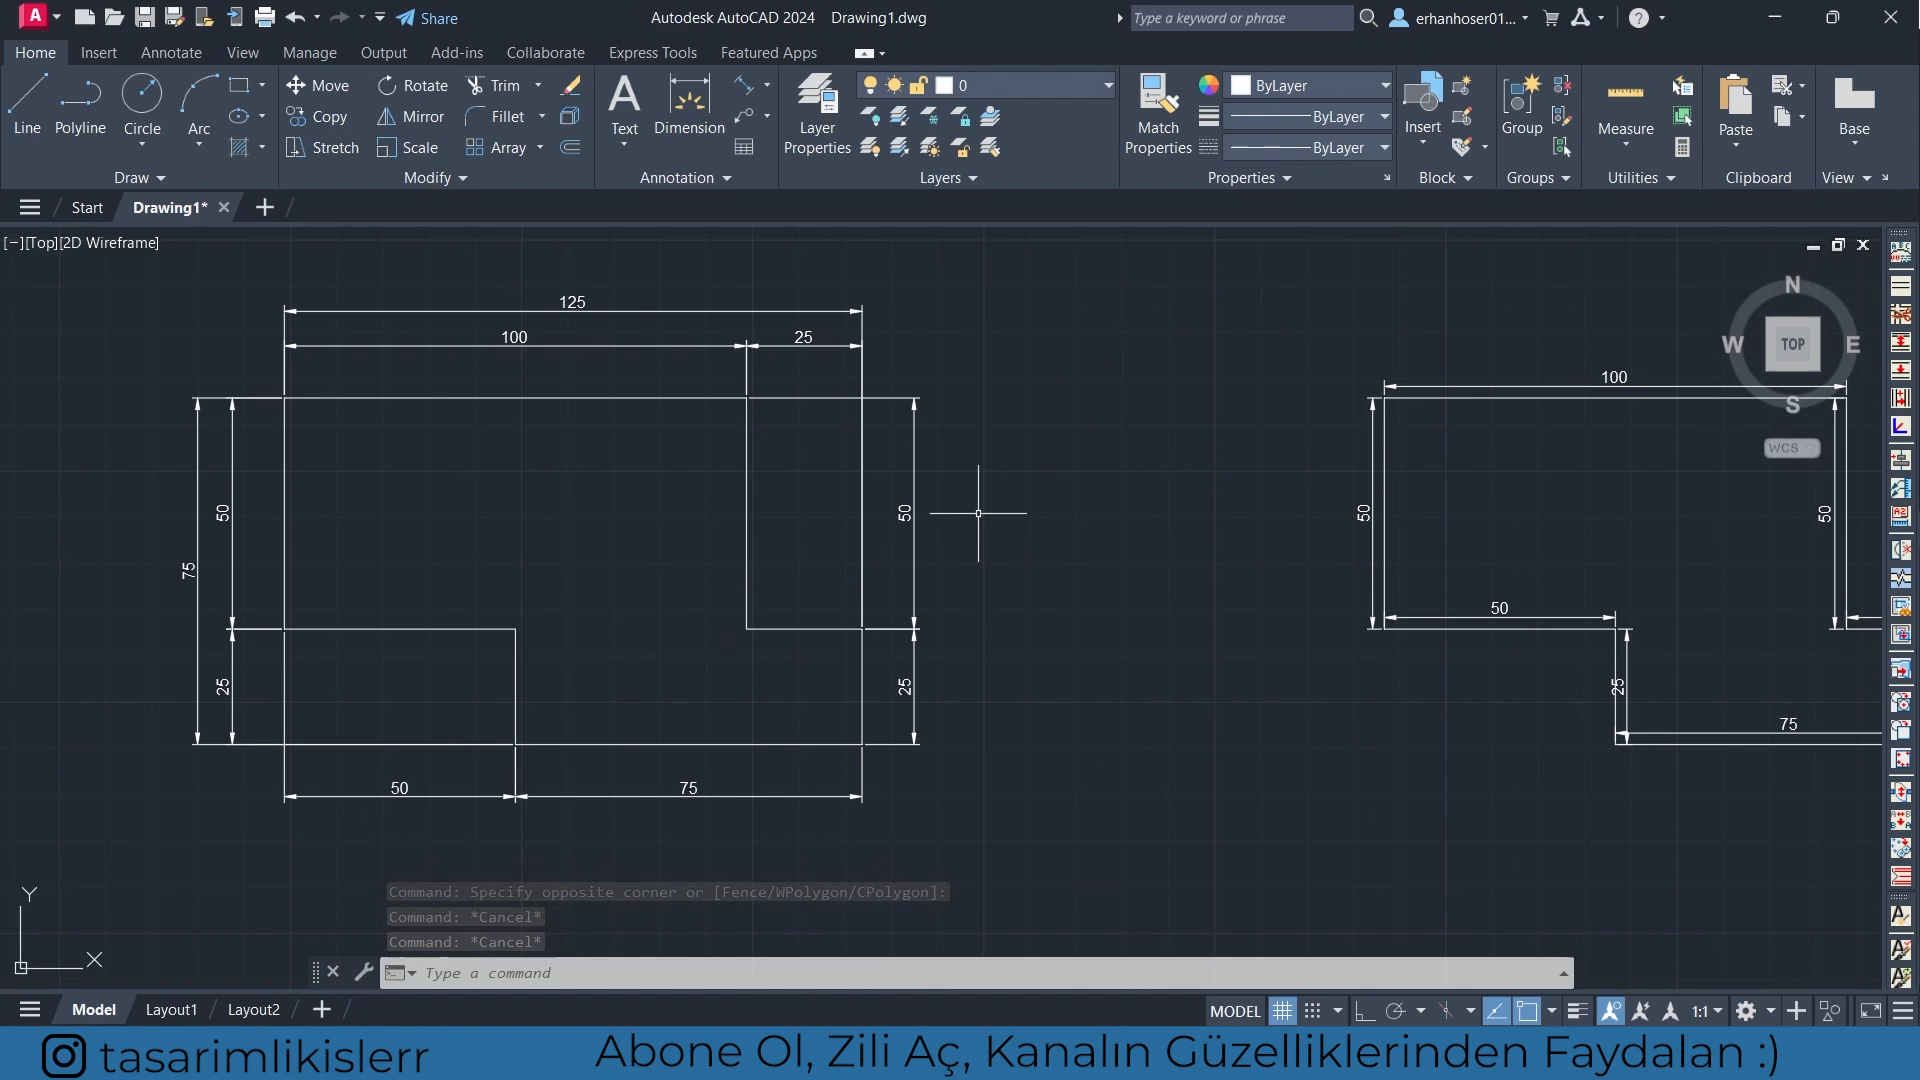 A Share Autodesk AutoCAD 2024 Drawing1.dwg Type a keyword or phrase erhanhoser01... ?
Home Insert Annotate View Manage Output Add-ins Collaborate Express Tools Featured Apps
Move Rotate Trim 0 ByLayer
Line Polyline Circle Arc Copy Mirror Fillet Text Dimension Layer Properties Match Properties ByLayer Insert Group Measure Paste Base
Stretch Scale Array ByLayer
Draw Modify Annotation Layers Properties Block Groups Utilities Clipboard View
Start Drawing1* +
[−][Top][2D Wireframe]
N
125
100 25
W TOP E
100
S
WCS
50 50 50 50
75
50
25 25 25
75
50 75
Command: Specify opposite corner or [Fence/WPolygon/CPolygon]:
Command: *Cancel*
Command: *Cancel*
Y
X
Type a command
Model Layout1 Layout2 + MODEL 1:1
tasarimlikislerr Abone Ol, Zili Aç, Kanalın Güzelliklerinden Faydalan :)